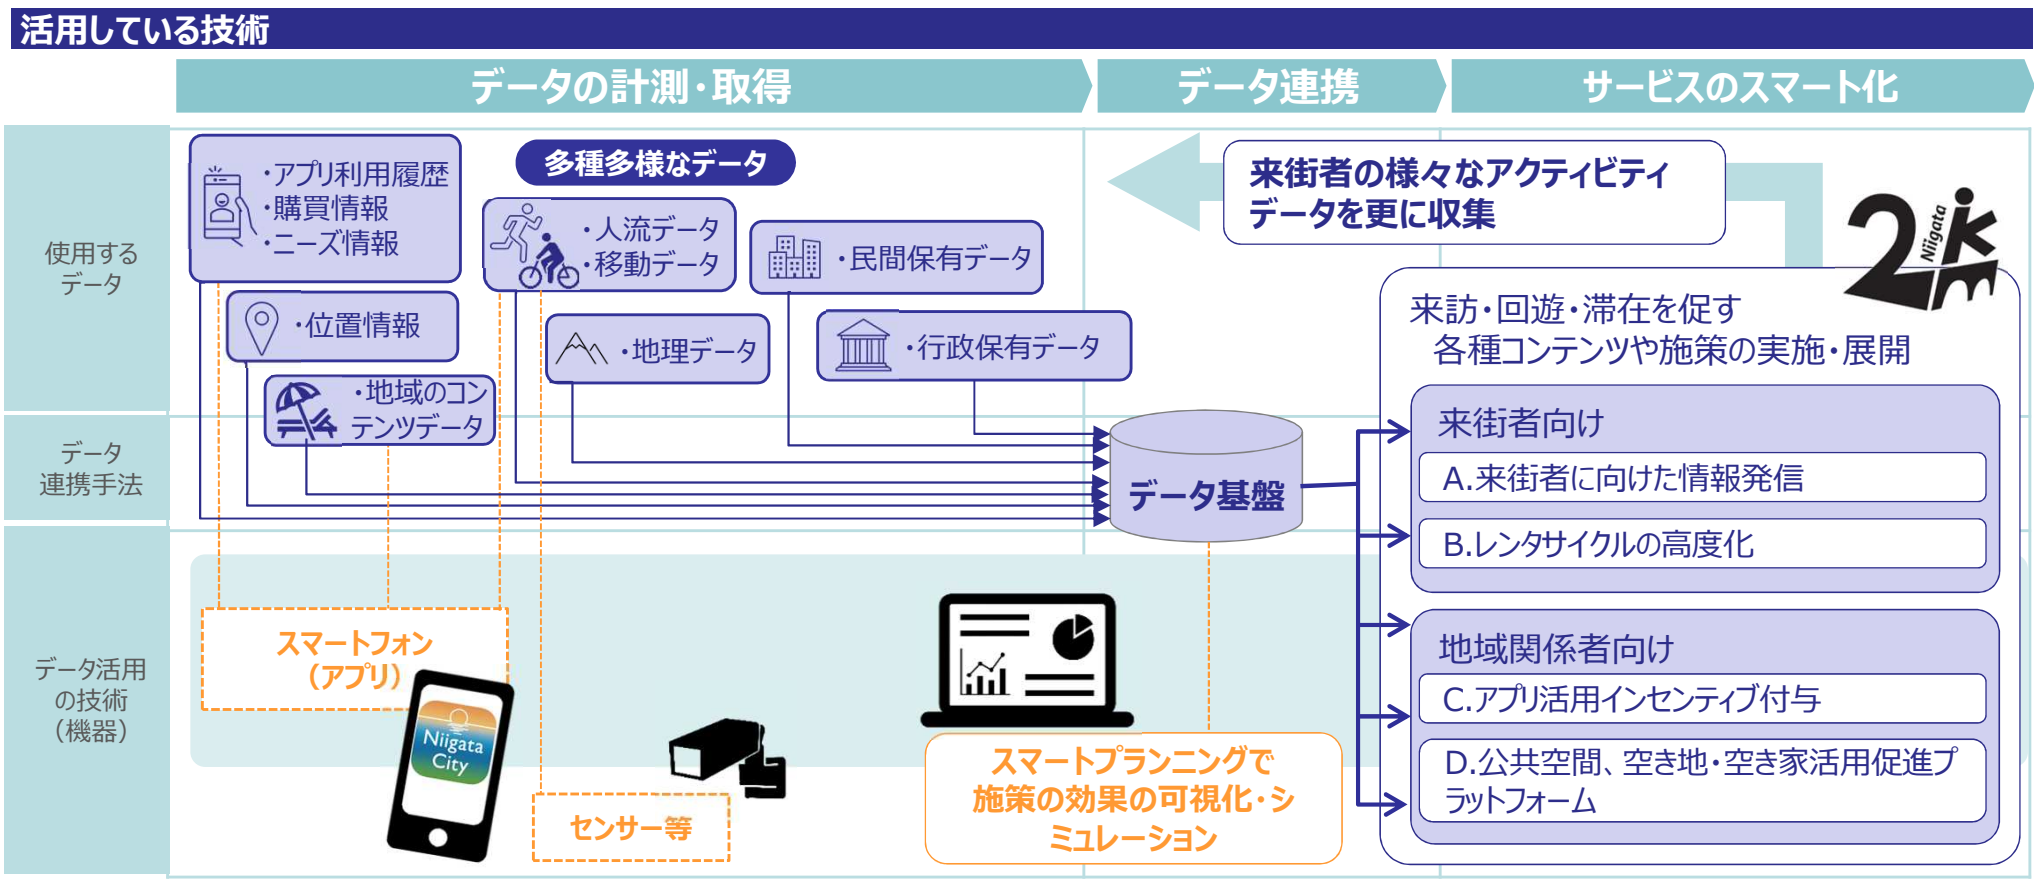 活用している技術
データの計測・取得
データ連携
サービスのスマート化
使用する
データ
・アプリ利用履歴
・購買情報
・ニーズ情報
多種多様なデータ
・人流データ
・移動データ
・民間保有データ
・位置情報
・地理データ
・行政保有データ
・地域のコン
テンツデータ
来街者の様々なアクティビティ
データを更に収集
2km
Niigata
来訪・回遊・滞在を促す
各種コンテンツや施策の実施・展開
データ
連携手法
データ基盤
来街者向け
A.来街者に向けた情報発信
B.レンタサイクルの高度化
地域関係者向け
C.アプリ活用インセンティブ付与
D.公共空間、空き地・空き家活用促進プ
ラットフォーム
データ活用
の技術
（機器）
スマートフォン
（アプリ）
Niigata
City
センサー等
スマートプランニングで
施策の効果の可視化・シ
ミュレーション